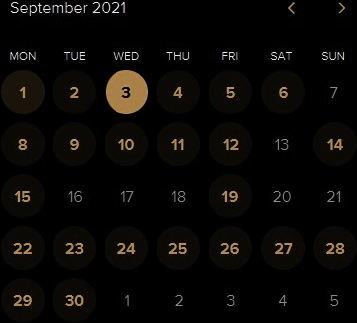 September 2021
MON TUE WED THU FRI SAT SUN
1 2 3 4 5 6 7
8 9 10 11 12 13 14
15 16 17 18 19 20 21
22 23 24 25 26 27 28
29 30 1 2 3 4 5